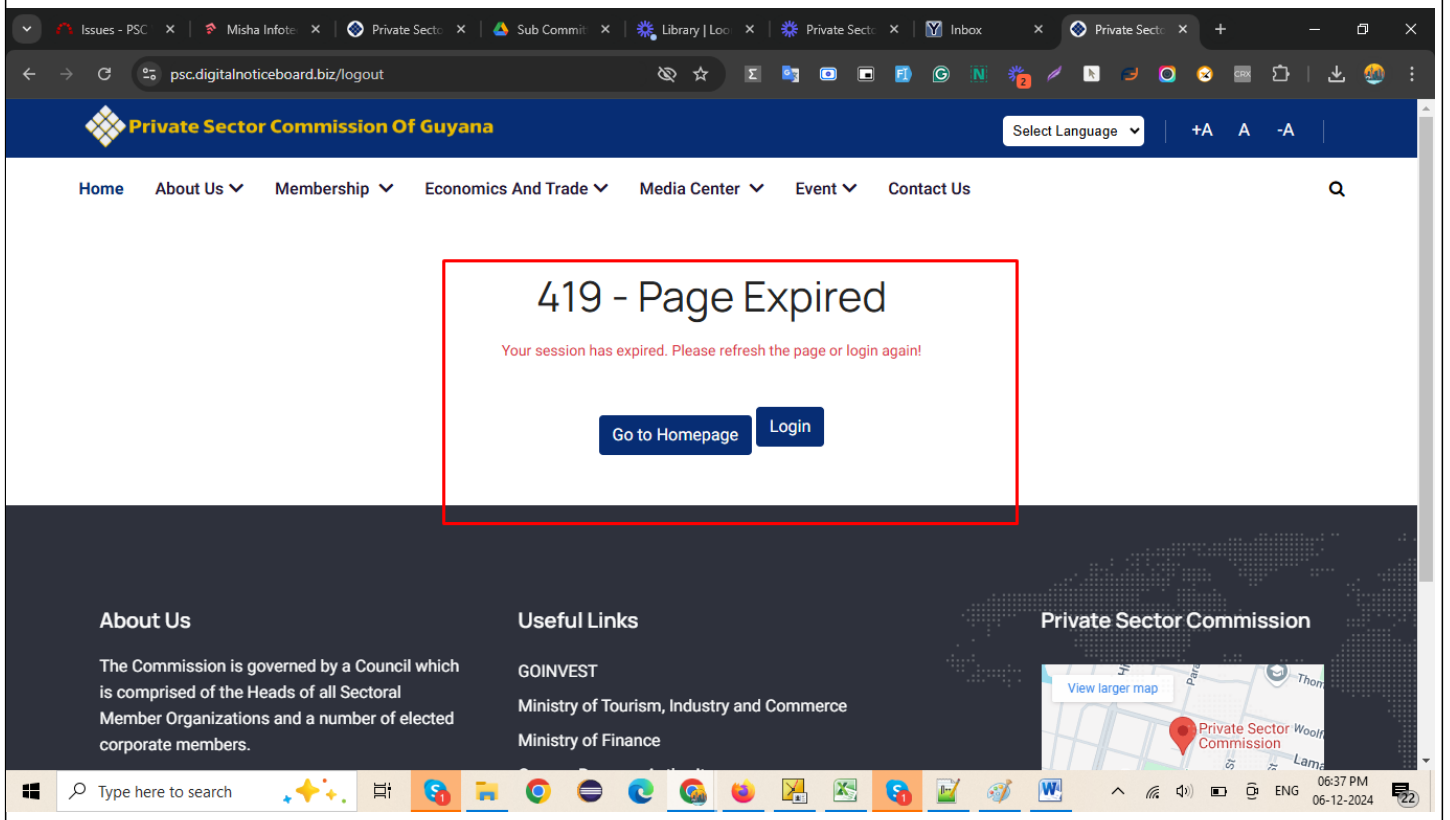 Issues - PSC
Misha Infote
Private Secto
Sub Commit
Library | Loo
Private Secto
Inbox
Private Secto
psc.digitalnoticeboard.biz/logout
Private Sector Commission Of Guyana
Select Language
+A A -A
Home About Us Membership Economics And Trade Media Center Event Contact Us
419 - Page Expired
Your session has expired. Please refresh the page or login again!
Go to Homepage Login
About Us
The Commission is governed by a Council which
is comprised of the Heads of all Sectoral
Member Organizations and a number of elected
corporate members.
Useful Links
GOINVEST
Ministry of Tourism, Industry and Commerce
Ministry of Finance
Private Sector Commission
View larger map
Thom
Private Sector
Commission
Woolf
Lama
Type here to search
ENG
06:37 PM
06-12-2024
22